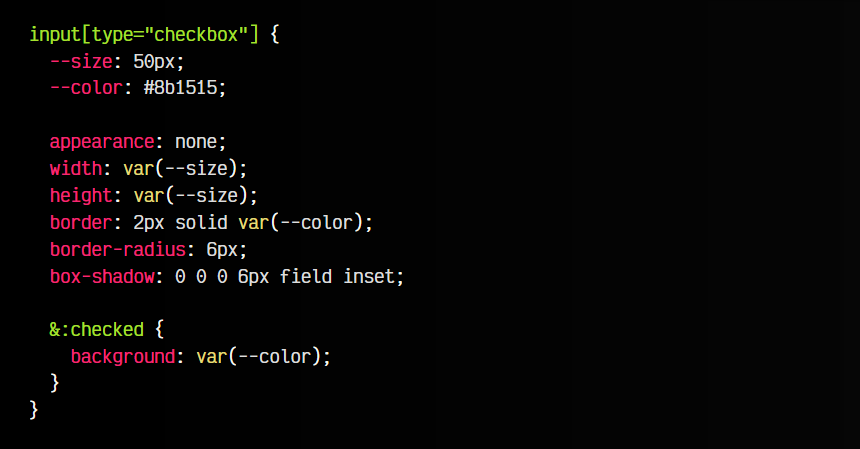 input[type="checkbox"] {
  --size: 50px;
  --color: #8b1515;

  appearance: none;
  width: var(--size);
  height: var(--size);
  border: 2px solid var(--color);
  border-radius: 6px;
  box-shadow: 0 0 0 6px field inset;

  &:checked {
    background: var(--color);
  }
}